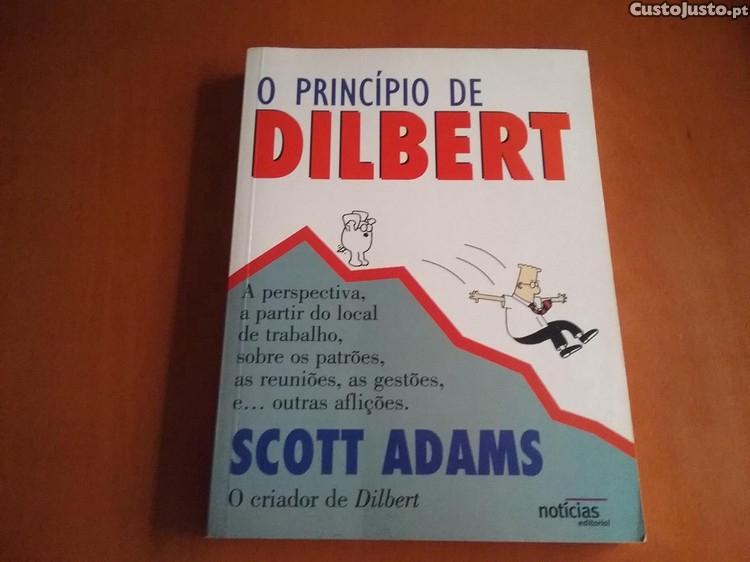 CustoJusto.pt
O PRINCÍPIO DE
DILBERT
A perspectiva,
a partir do local
de trabalho,
sobre os patrões,
as reuniões, as gestões,
e... outras aflições.
SCOTT ADAMS
O criador de Dilbert
notícias
editorial